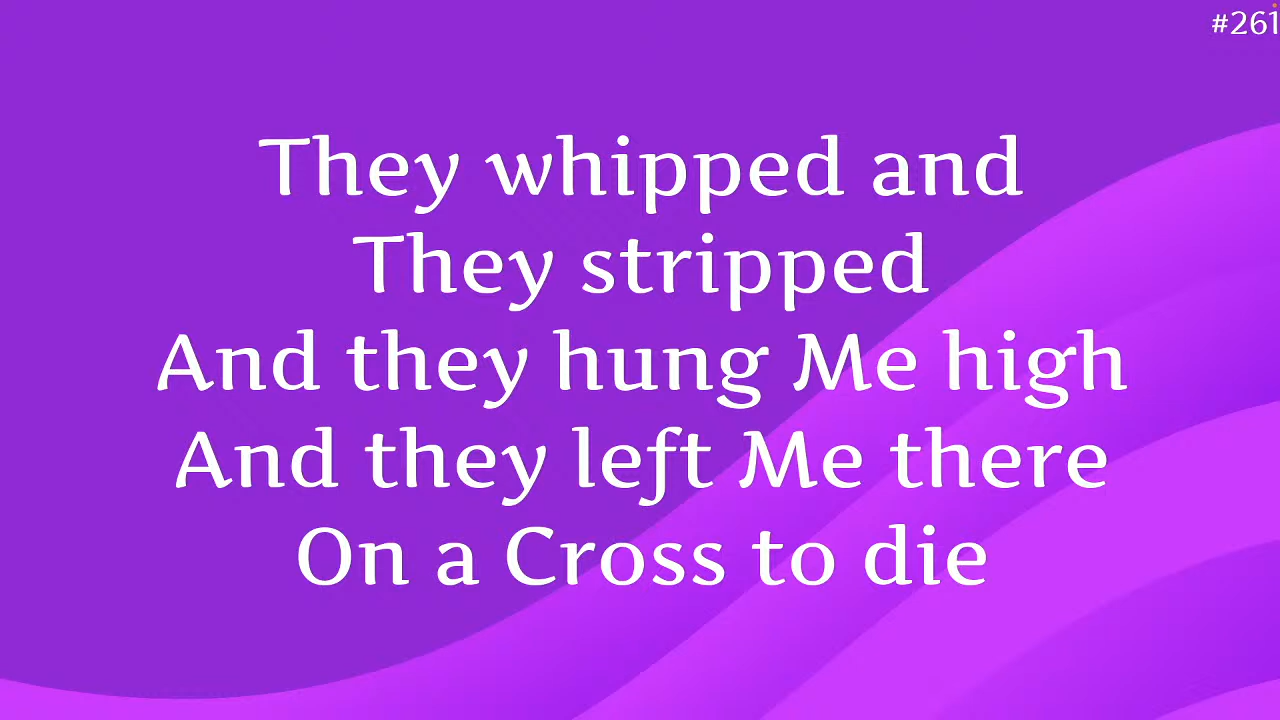 #261
They whipped and
They stripped
And they hung Me high
And they left Me there
On a Cross to die